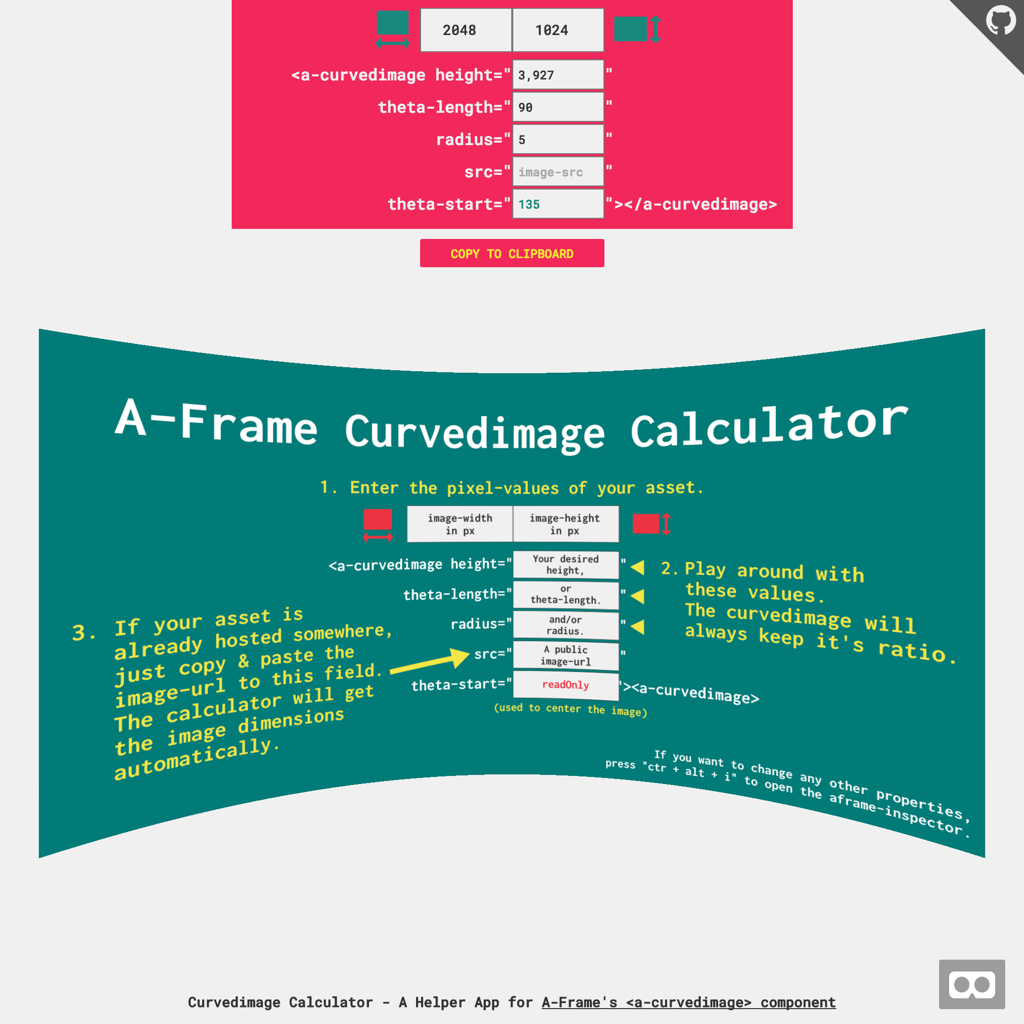 2048 1024
<a-curvedimage height="3,927"
theta-length="90"
radius="5"
src="image-src"
theta-start="135"></a-curvedimage>
COPY TO CLIPBOARD
A-Frame Curvedimage Calculator
1. Enter the pixel-values of your asset.
image-width
in px
image-height
in px
<a-curvedimage height="Your desired
height,"
theta-length="or
theta-length."
radius="and/or
radius."
src="A public
image-url"
theta-start="readOnly"><a-curvedimage>
(used to center the image)
2. Play around with
these values.
The curvedimage will
always keep it's ratio.
3. If your asset is
already hosted somewhere,
just copy & paste the
image-url to this field.
The calculator will get
the image dimensions
automatically.
If you want to change any other properties,
press "ctr + alt + i" to open the aframe-inspector.
Curvedimage Calculator - A Helper App for A-Frame's <a-curvedimage> component